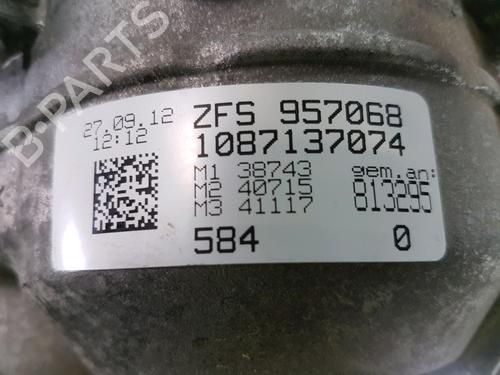 B-PARTS
27.09.12
12:12
ZFS 957068
1087137074
M1 38743
M2 40715
M3 41117
gem.an:
813295
584 0